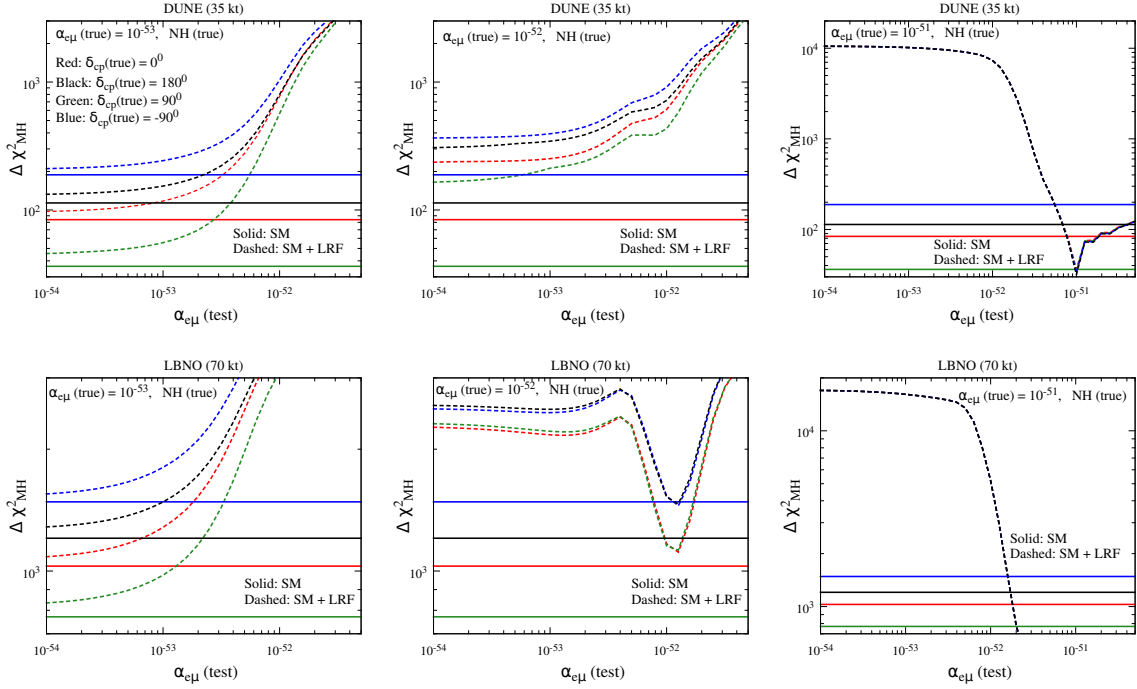 DUNE (35 kt)
α_eμ (true) = 10^-53, NH (true)
Red: δ_cp(true) = 0^0
Black: δ_cp(true) = 180^0
Green: δ_cp(true) = 90^0
Blue: δ_cp(true) = -90^0
Solid: SM
Dashed: SM + LRF
Δ χ^2_MH
10^3
10^2
10^-54 10^-53 10^-52
α_eμ (test)
DUNE (35 kt)
α_eμ (true) = 10^-52, NH (true)
Solid: SM
Dashed: SM + LRF
Δ χ^2_MH
10^3
10^2
10^-54 10^-53 10^-52
α_eμ (test)
DUNE (35 kt)
α_eμ (true) = 10^-51, NH (true)
Solid: SM
Dashed: SM + LRF
Δ χ^2_MH
10^4
10^3
10^2
10^-54 10^-53 10^-52 10^-51
α_eμ (test)
LBNO (70 kt)
α_eμ (true) = 10^-53, NH (true)
Solid: SM
Dashed: SM + LRF
Δ χ^2_MH
10^3
10^-54 10^-53 10^-52
α_eμ (test)
LBNO (70 kt)
α_eμ (true) = 10^-52, NH (true)
Solid: SM
Dashed: SM + LRF
Δ χ^2_MH
10^3
10^-54 10^-53 10^-52
α_eμ (test)
LBNO (70 kt)
α_eμ (true) = 10^-51, NH (true)
Solid: SM
Dashed: SM + LRF
Δ χ^2_MH
10^4
10^3
10^-54 10^-53 10^-52 10^-51
α_eμ (test)